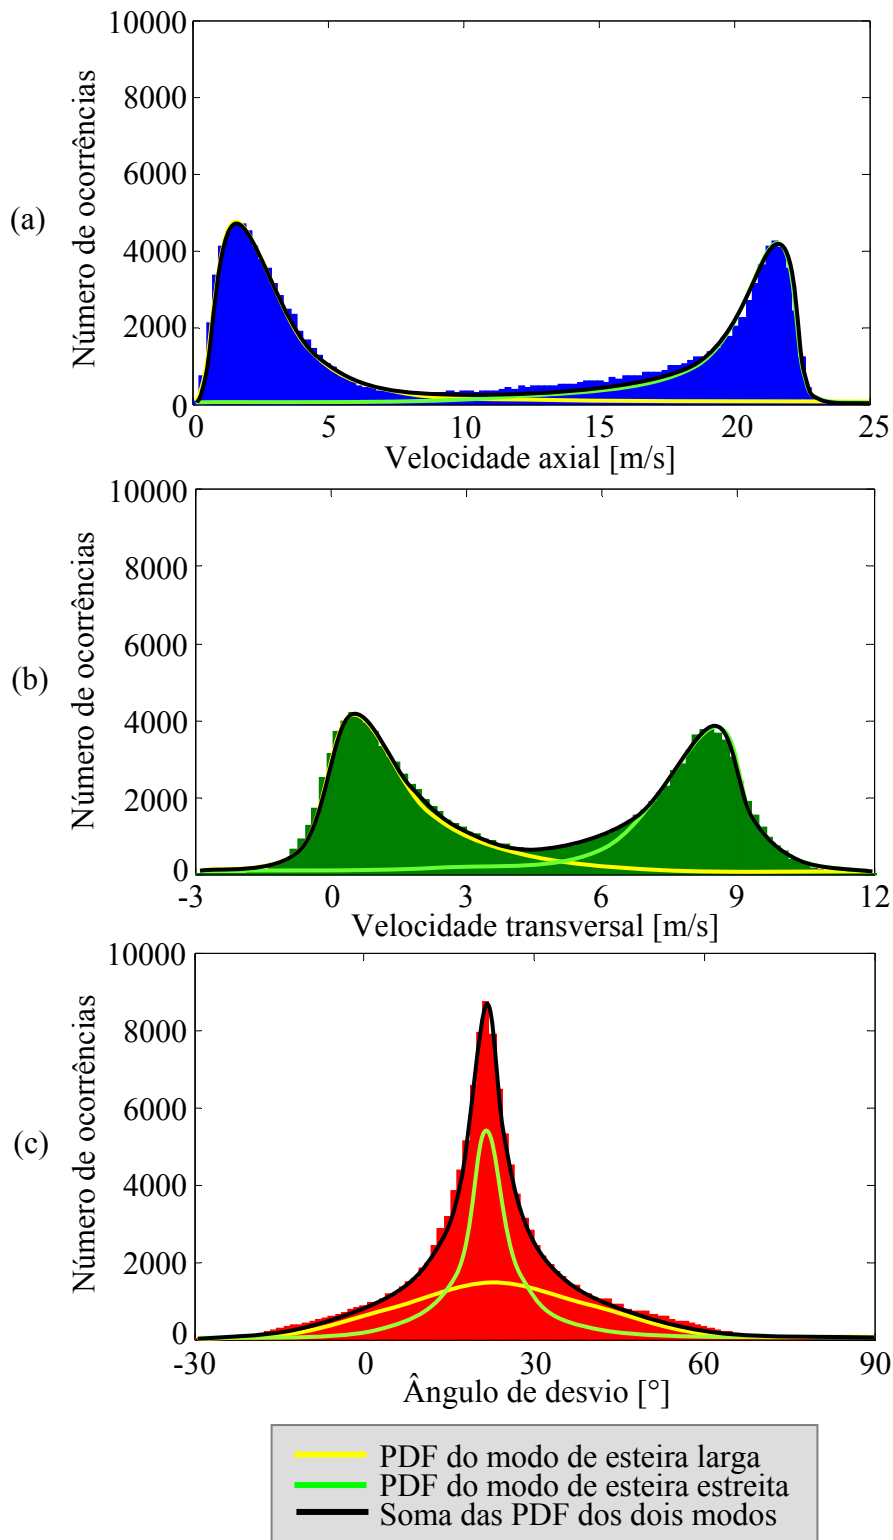 10000
8000
6000
4000
2000
0
Número de ocorrências
(a)
0 5 10 15 20 25
Velocidade axial [m/s]
10000
8000
6000
4000
2000
0
Número de ocorrências
(b)
-3 0 3 6 9 12
Velocidade transversal [m/s]
10000
8000
6000
4000
2000
0
Número de ocorrências
(c)
-30 0 30 60 90
Ângulo de desvio [°]
PDF do modo de esteira larga
PDF do modo de esteira estreita
Soma das PDF dos dois modos